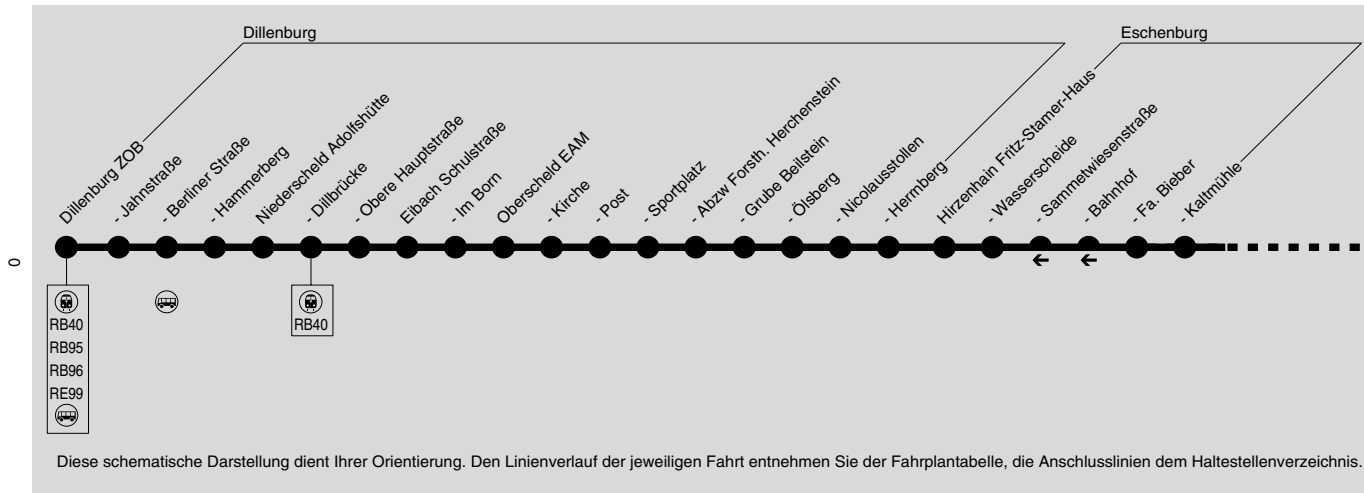 Dillenburg
Eschenburg
Dillenburg ZOB
- Jahnstraße
- Berliner Straße
- Hammerberg
Niederscheld Adolfshütte
- Dillbrücke
- Obere Hauptstraße
Eibach Schulstraße
- Im Born
Oberscheld EAM
- Kirche
- Post
- Sportplatz
- Abzw Forsth. Herchenstein
- Grube Beilstein
- Ölsberg
- Nicolausstollen
- Hermberg
Hirzenhain Fritz-Stamer-Haus
- Wasserscheide
- Sammetwiesenstraße
- Bahnhof
- Fa. Bieber
- Kaltmühle
0
RB40
RB95
RB96
RE99
RB40
Diese schematische Darstellung dient Ihrer Orientierung. Den Linienverlauf der jeweiligen Fahrt entnehmen Sie der Fahrplantabelle, die Anschlusslinien dem Haltestellenverzeichnis.